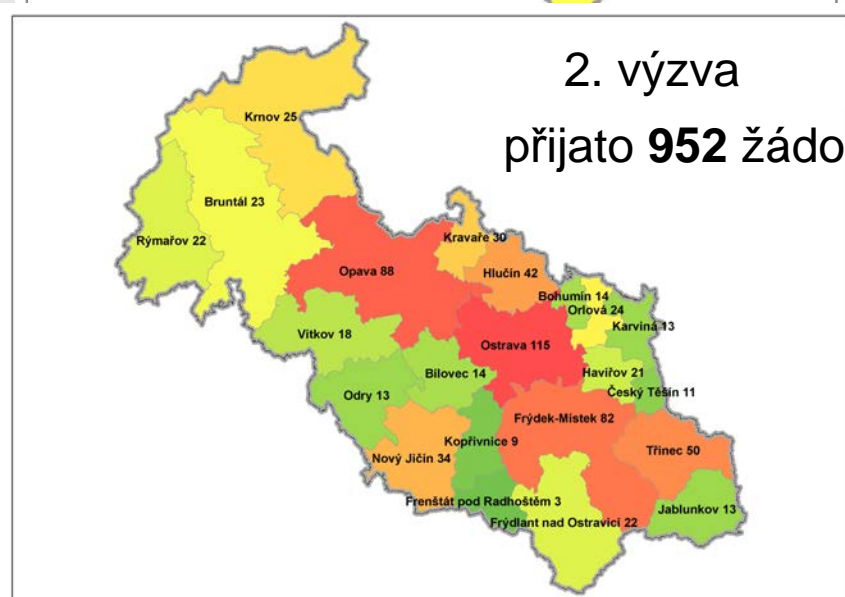 2. výzva
přijato 952 žádo
Krnov 25
Bruntál 23
Rýmařov 22
Kravaře 30
Opava 88
Hlučín 42
Bohumín 14
Orlová 24
Karviná 13
Vítkov 18
Ostrava 115
Bílovec 14
Havířov 21
Český Těšín 11
Odry 13
Frýdek-Místek 82
Kopřivnice 9
Třinec 50
Nový Jičín 34
Frenštát pod Radhoštěm 3
Jablunkov 13
Frýdlant nad Ostravicí 22